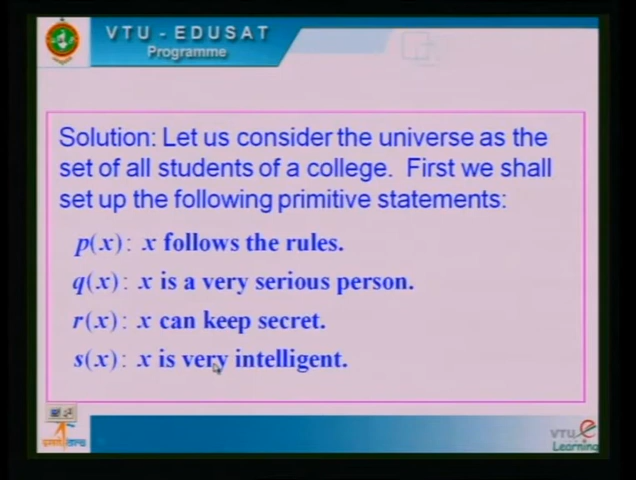 VTU - EDUSAT
Programme
Solution: Let us consider the universe as the
set of all students of a college. First we shall
set up the following primitive statements:
p(x): x follows the rules.
q(x): x is a very serious person.
r(x): x can keep secret.
s(x): x is very intelligent.
VTU e
Learning